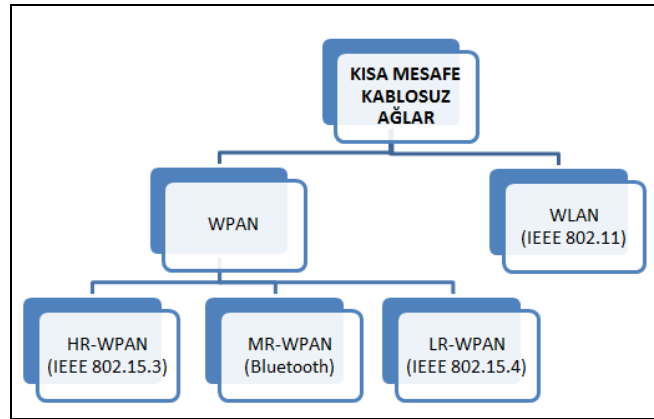 KISA MESAFE
KABLOSUZ
AĞLAR
WPAN
WLAN
(IEEE 802.11)
HR-WPAN
(IEEE 802.15.3)
MR-WPAN
(Bluetooth)
LR-WPAN
(IEEE 802.15.4)